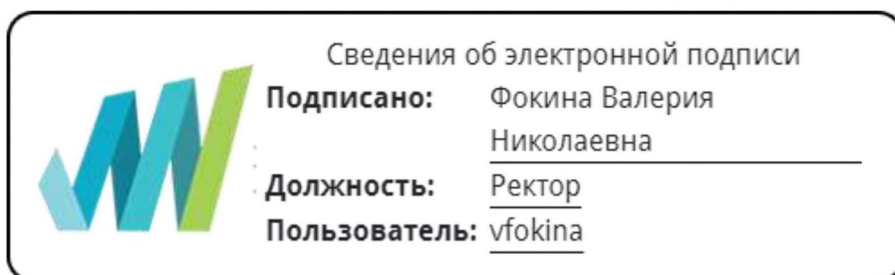 Сведения об электронной подписи
Подписано: Фокина Валерия
Николаевна
Должность: Ректор
Пользователь: vfokina